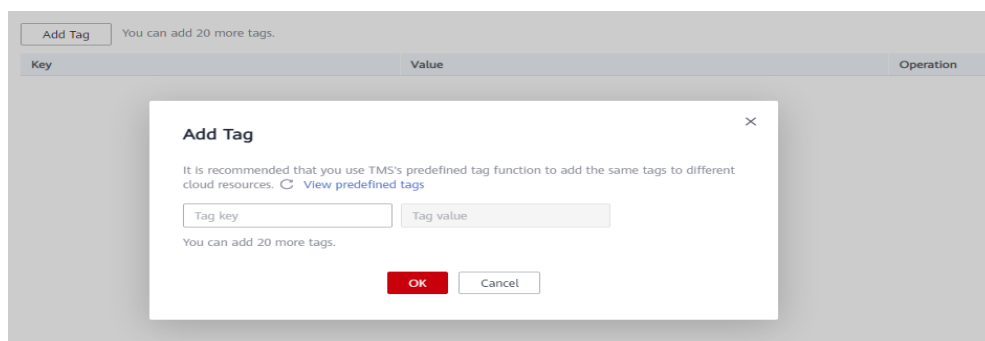 Add Tag You can add 20 more tags.
Key Value Operation
Add Tag
It is recommended that you use TMS's predefined tag function to add the same tags to different
cloud resources. View predefined tags
Tag key Tag value
You can add 20 more tags.
OK Cancel